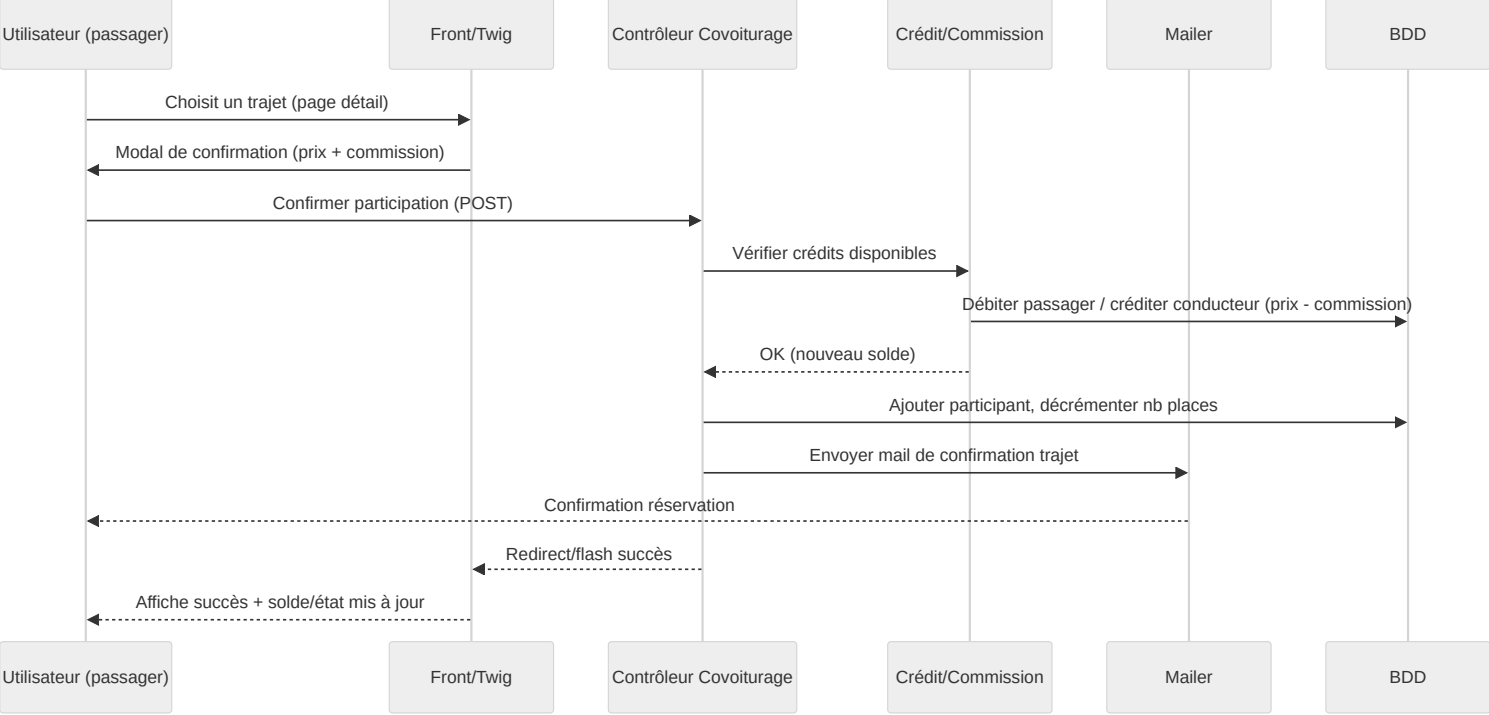 Utilisateur (passager)
Front/Twig
Contrôleur Covoiturage
Crédit/Commission
Mailer
BDD
Choisit un trajet (page détail)
Modal de confirmation (prix + commission)
Confirmer participation (POST)
Vérifier crédits disponibles
Débiter passager / créditer conducteur (prix - commission)
OK (nouveau solde)
Ajouter participant, décrémenter nb places
Envoyer mail de confirmation trajet
Confirmation réservation
Redirect/flash succès
Affiche succès + solde/état mis à jour
Utilisateur (passager)
Front/Twig
Contrôleur Covoiturage
Crédit/Commission
Mailer
BDD